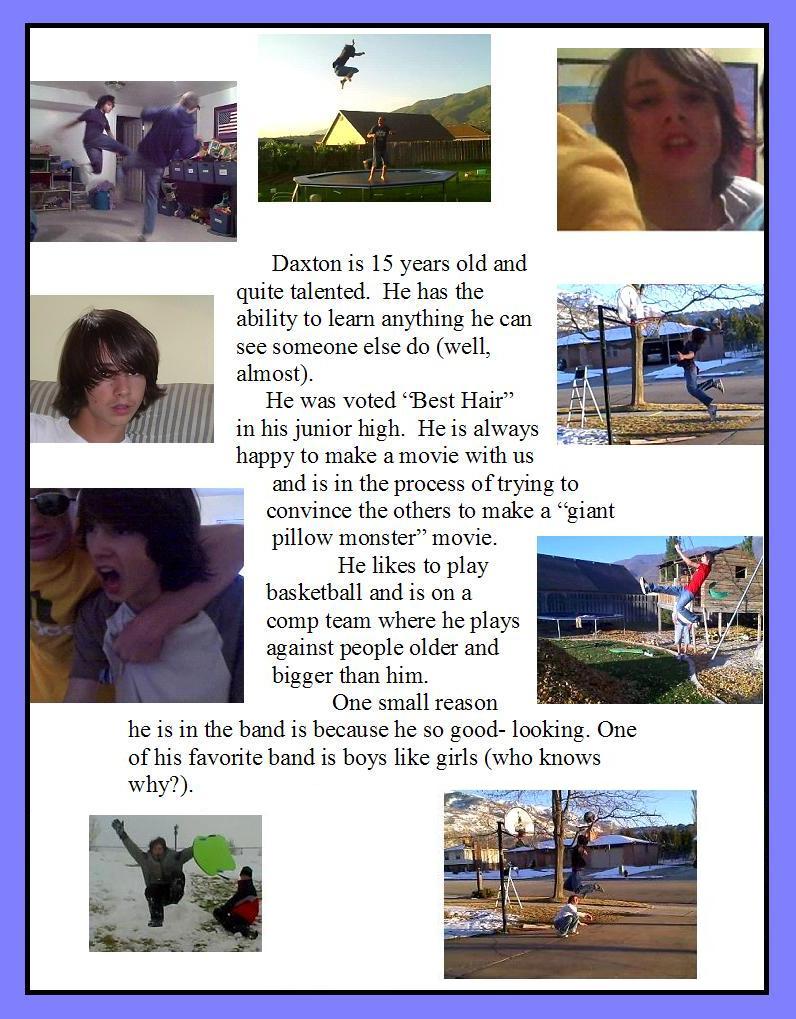 Daxton is 15 years old and
quite talented.  He has the
ability to learn anything he can
see someone else do (well,
almost).
He was voted “Best Hair”
in his junior high.  He is always
happy to make a movie with us
and is in the process of trying to
convince the others to make a “giant
pillow monster” movie.
He likes to play
basketball and is on a
comp team where he plays
against people older and
bigger than him.
One small reason
he is in the band is because he so good- looking. One
of his favorite band is boys like girls (who knows
why?).